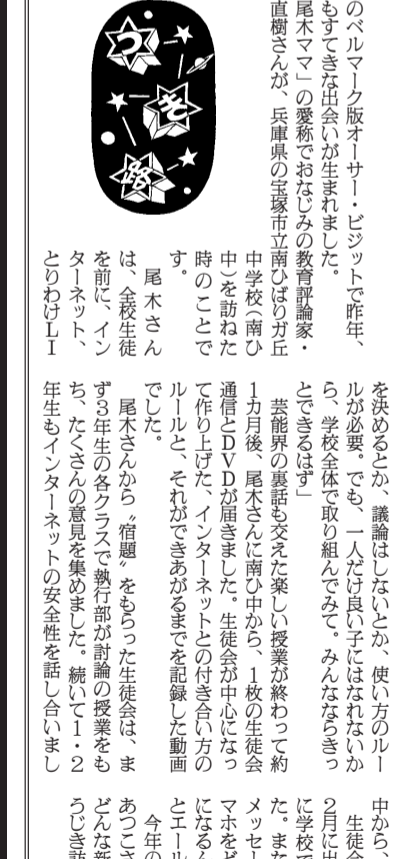 のベルマーク版オーサー・ビジットで昨年、
もすてきな出会いが生まれました。
尾木ママ」の愛称でおなじみの教育評論家・
直樹さんが、兵庫県の宝塚市立南ひばりガ丘
中学校(南ひ
中)を訪ねた
時のことで
す。
尾木さん
は、全校生徒
を前に、イン
ターネット、
とりわけLI
を決めるとか、議論はしないとか、使い方のルー
ルが必要。でも、一人だけ良い子にはなれないか
ら、学校全体で取り組んでみて。みんなならきっ
とできるはず」
芸能界の裏話も交えた楽しい授業が終わって約
1カ月後、尾木さんに南ひ中から、1枚の生徒会
通信とDVDが届きました。生徒会が中心になっ
て作り上げた、インターネットとの付き合い方の
ルールと、それができあがるまでを記録した動画
でした。
尾木さんから〝宿題〟をもらった生徒会は、ま
ず3年生の各クラスで執行部が討論の授業をも
ち、たくさんの意見を集めました。続いて1・2
年生もインターネットの安全性を話し合いまし
中から、
生徒会
2月に出
に学校で
た。また
メッセー
マホをど
になるん
とエール
今年の
あつこさ
どんな新
うじき訪